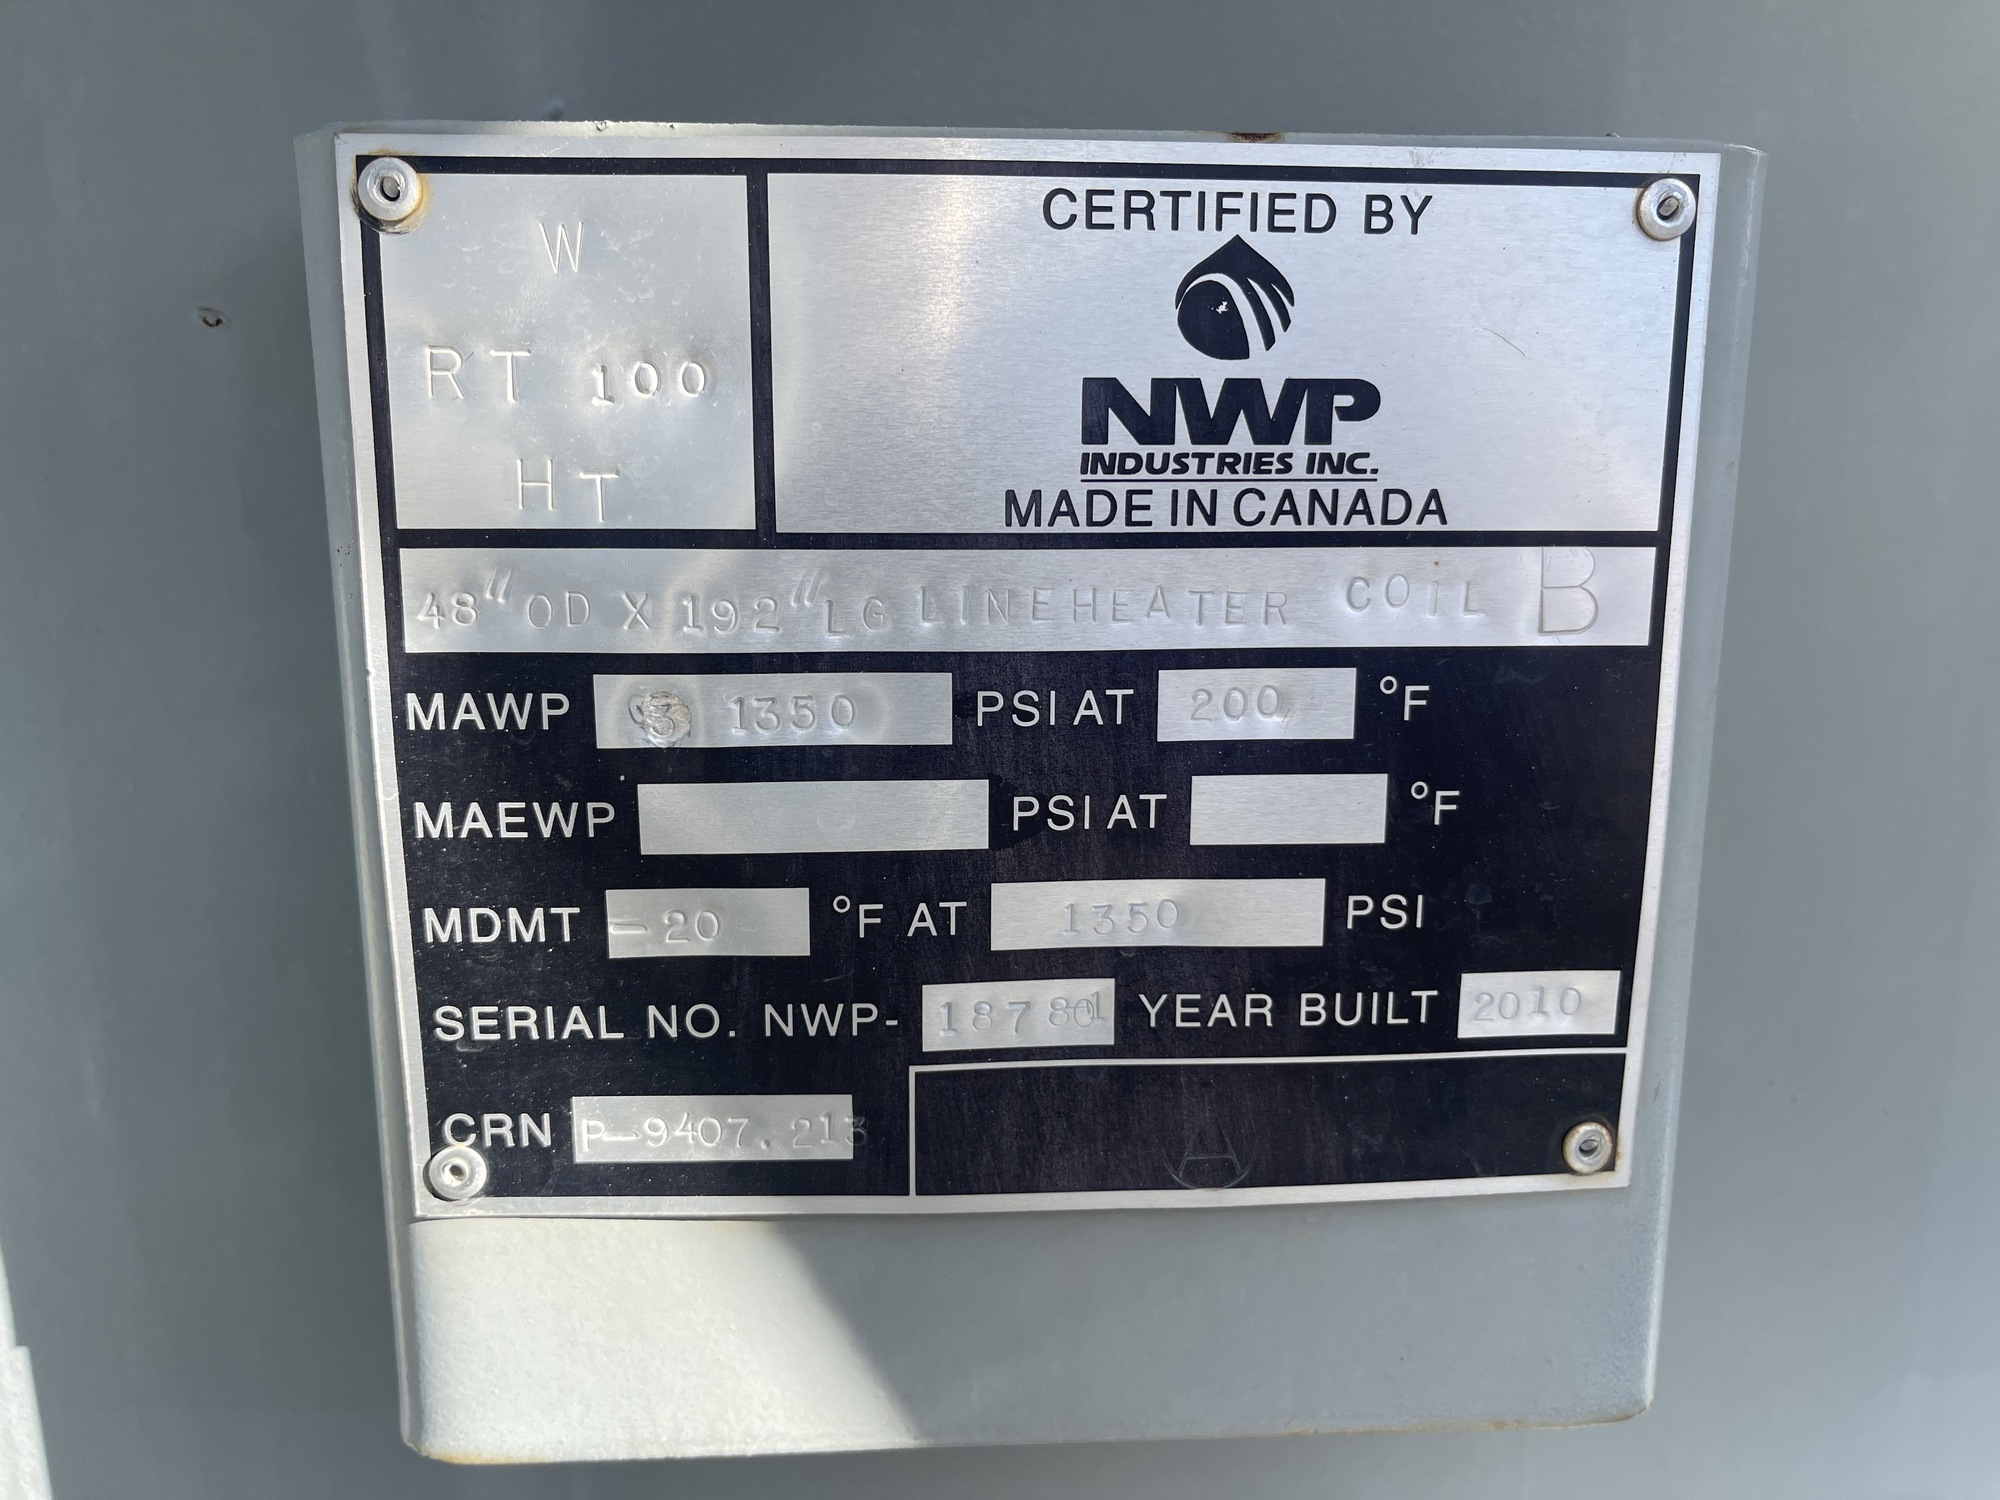 W
RT 100
HT
CERTIFIED BY
NWP
INDUSTRIES INC.
MADE IN CANADA
48" OD X 192" LG LINEHEATER COIL B
MAWP 1350 PSI AT 200 °F
MAEWP PSI AT °F
MDMT -20 °F AT 1350 PSI
SERIAL NO. NWP- YEAR BUILT 2010
CRN P-9407.213
A